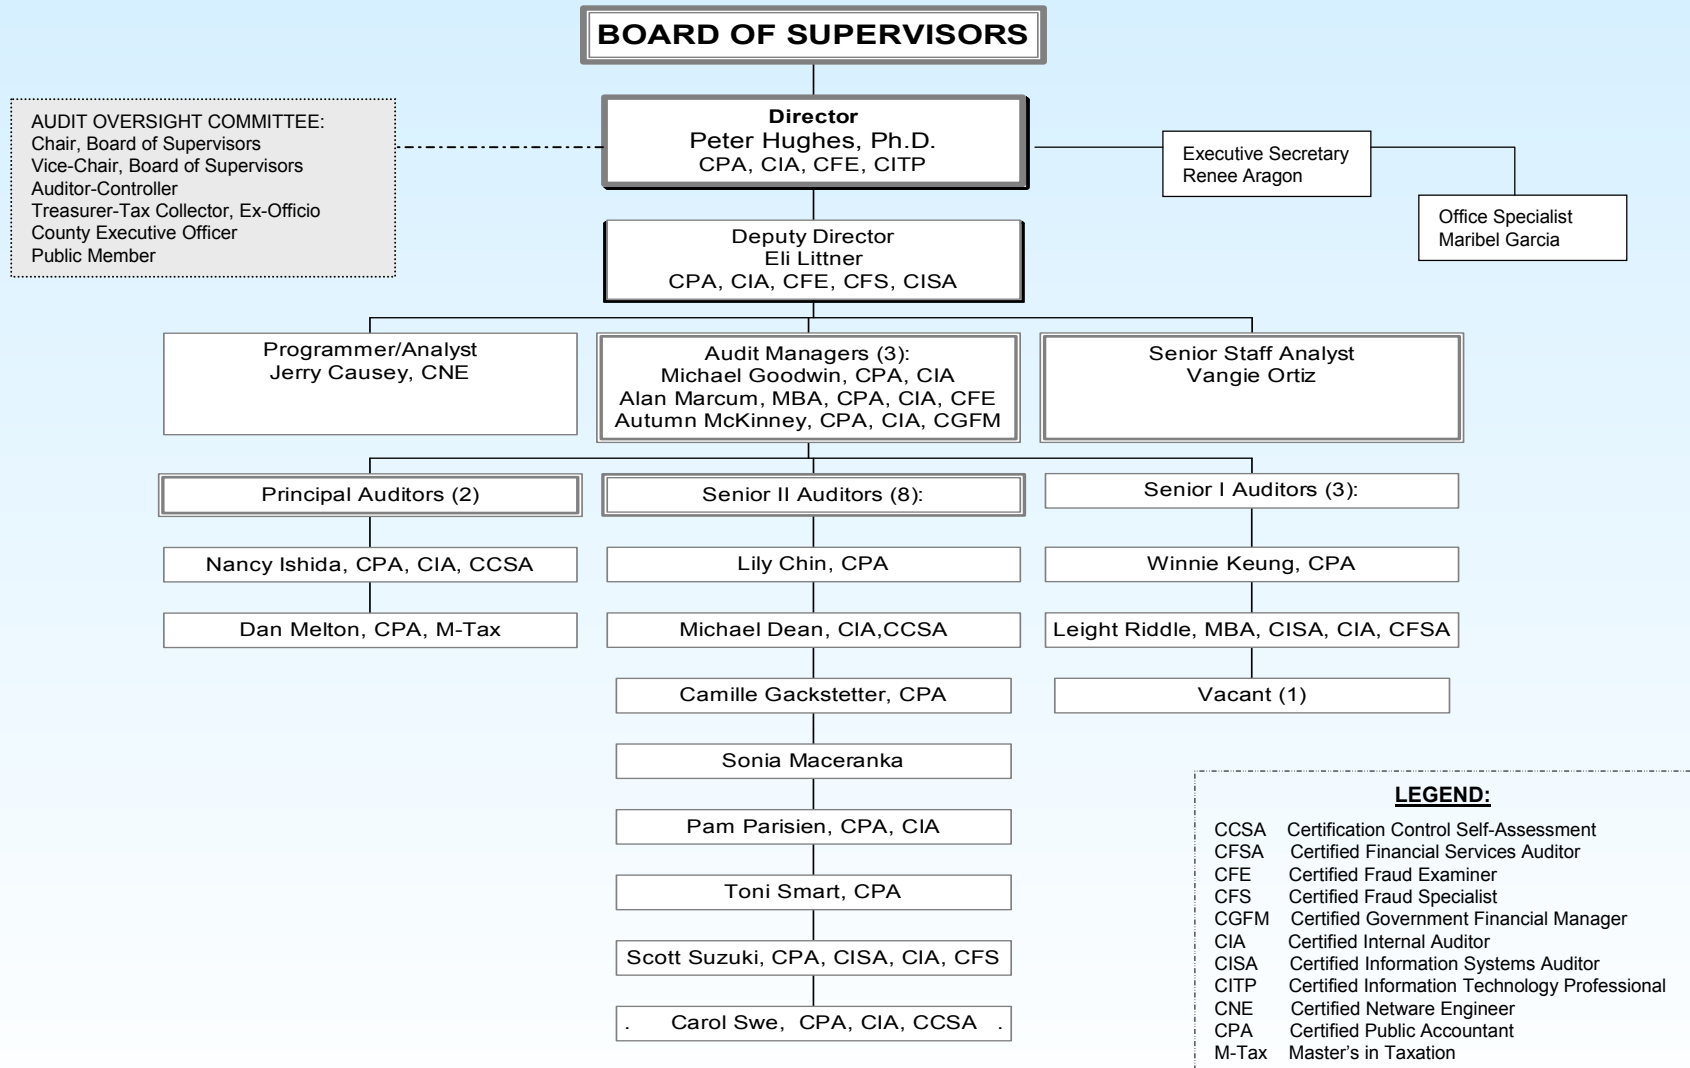 BOARD OF SUPERVISORS
AUDIT OVERSIGHT COMMITTEE:
Chair, Board of Supervisors
Vice-Chair, Board of Supervisors
Auditor-Controller
Treasurer-Tax Collector, Ex-Officio
County Executive Officer
Public Member
Director
Peter Hughes, Ph.D.
CPA, CIA, CFE, CITP
Executive Secretary
Renee Aragon
Office Specialist
Maribel Garcia
Deputy Director
Eli Littner
CPA, CIA, CFE, CFS, CISA
Programmer/Analyst
Jerry Causey, CNE
Audit Managers (3):
Michael Goodwin, CPA, CIA
Alan Marcum, MBA, CPA, CIA, CFE
Autumn McKinney, CPA, CIA, CGFM
Senior Staff Analyst
Vangie Ortiz
Principal Auditors (2)
Nancy Ishida, CPA, CIA, CCSA
Dan Melton, CPA, M-Tax
Senior II Auditors (8):
Lily Chin, CPA
Michael Dean, CIA,CCSA
Camille Gackstetter, CPA
Sonia Maceranka
Pam Parisien, CPA, CIA
Toni Smart, CPA
Scott Suzuki, CPA, CISA, CIA, CFS
. Carol Swe, CPA, CIA, CCSA .
Senior I Auditors (3):
Winnie Keung, CPA
Leight Riddle, MBA, CISA, CIA, CFSA
Vacant (1)
LEGEND:
CCSA Certification Control Self-Assessment
CFSA Certified Financial Services Auditor
CFE Certified Fraud Examiner
CFS Certified Fraud Specialist
CGFM Certified Government Financial Manager
CIA Certified Internal Auditor
CISA Certified Information Systems Auditor
CITP Certified Information Technology Professional
CNE Certified Netware Engineer
CPA Certified Public Accountant
M-Tax Master's in Taxation